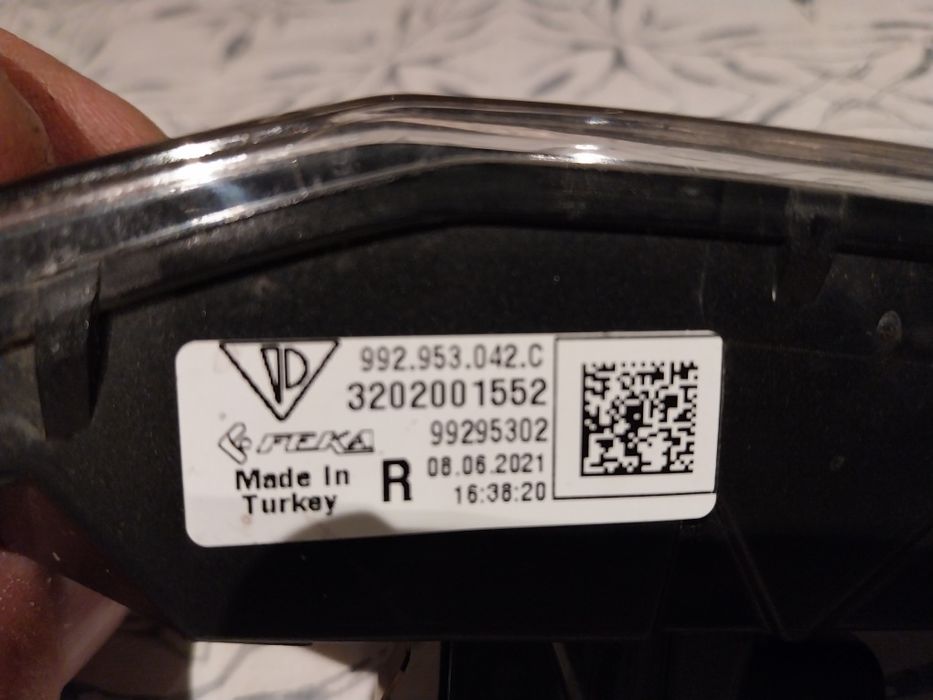 992.953.042.C
3202001552
FEKA
99295302
Made In
Turkey
R
08.06.2021
16:38:20